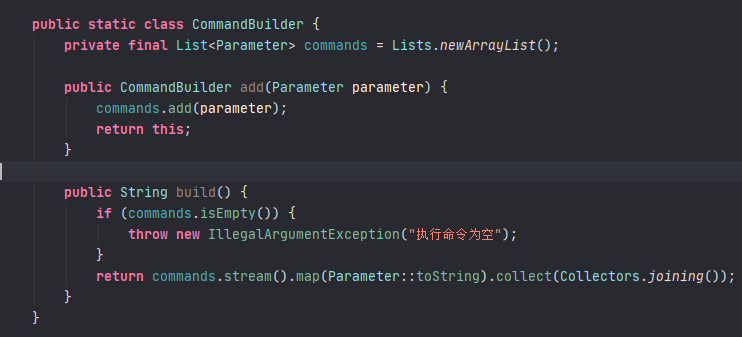 public static class CommandBuilder {
    private final List<Parameter> commands = Lists.newArrayList();
    public CommandBuilder add(Parameter parameter) {
        commands.add(parameter);
        return this;
    }
    public String build() {
        if (commands.isEmpty()) {
            throw new IllegalArgumentException("执行命令为空");
        }
        return commands.stream().map(Parameter::toString).collect(Collectors.joining());
    }
}